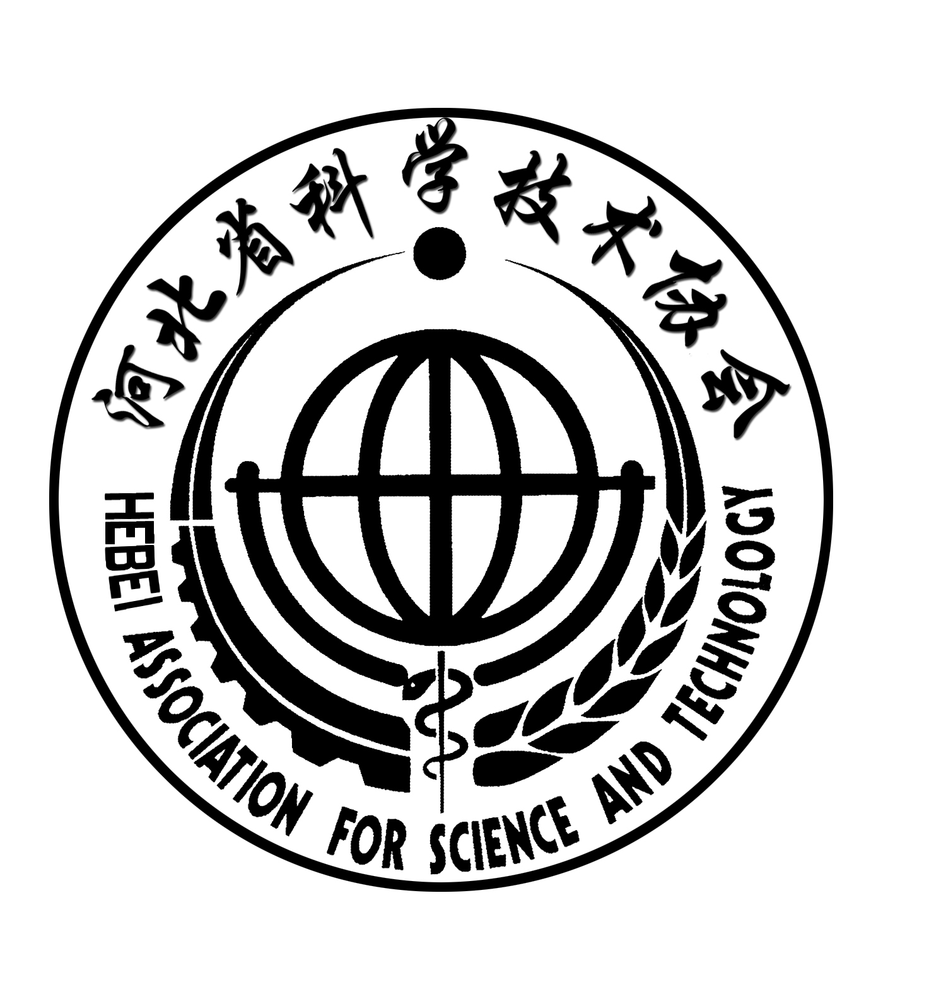 河北省科学技术协会
HEBEI ASSOCIATION FOR SCIENCE AND TECHNOLOGY